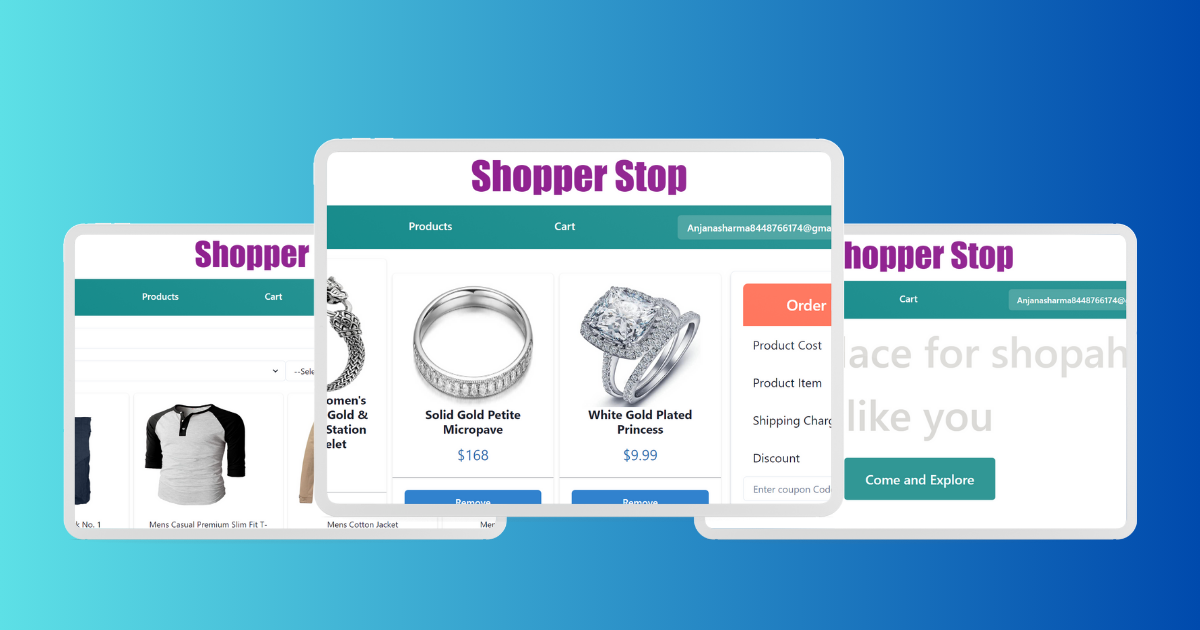 Shopper
Products
Cart
--Sele
k No. 1
Mens Casual Premium Slim Fit T-
Mens Cotton Jacket
Mer
Shopper Stop
Products
Cart
Anjanasharma8448766174@gma
omen's
Gold &
Station
elet
Solid Gold Petite
Micropave
$168
Remove
White Gold Plated
Princess
$9.99
Remove
Order
Product Cost
Product Item
Shipping Charg
Discount
Enter coupon Code
hopper Stop
Cart
Anjanasharma8448766174@
lace for shopah
like you
Come and Explore